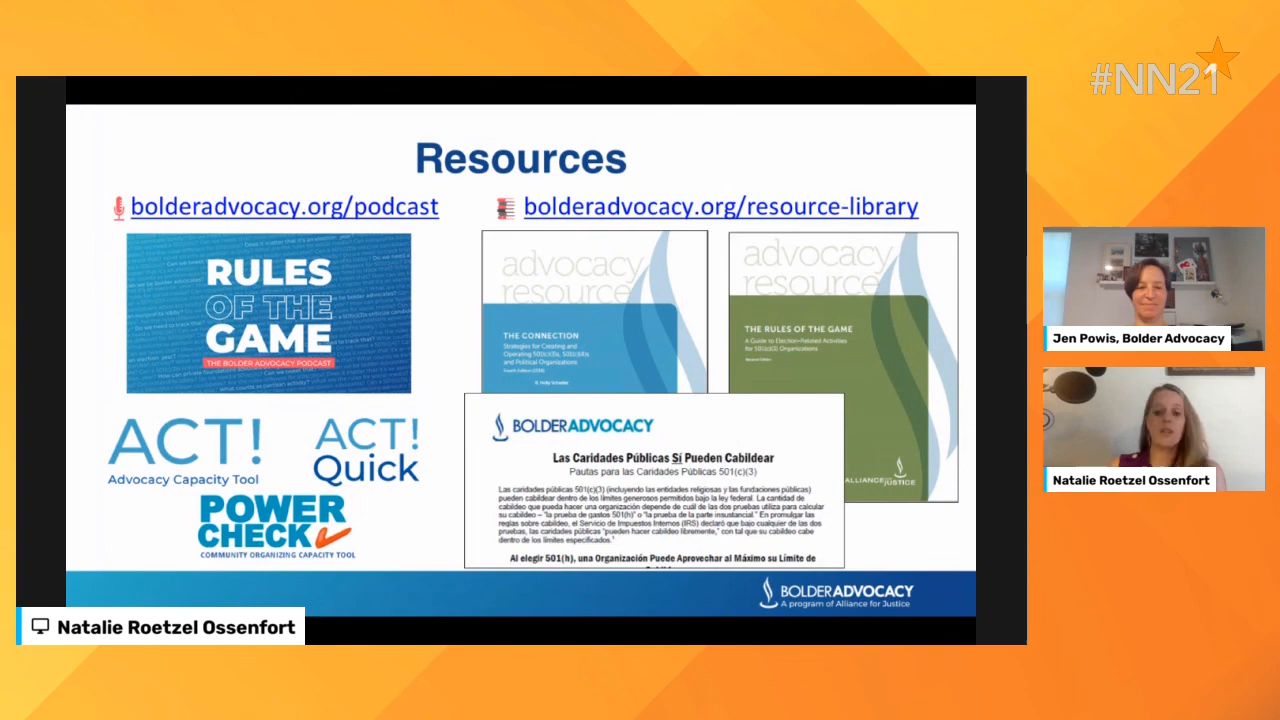 #NN21
Resources
bolderadvocacy.org/podcast
bolderadvocacy.org/resource-library
RULES
OF THE
GAME
THE BOLDER ADVOCACY PODCAST
advocacy
resource
THE CONNECTION
Strategies for Creating and
Operating 501(c)(3)s, 501(c)(4)s
and Political Organizations
advocacy
resource
THE RULES OF THE GAME
A Guide to Election-Related Activities
for 501(c)(3) Organizations
ALLIANCE
JUSTICE
ACT!
Advocacy Capacity Tool
ACT!
Quick
POWER
CHECK
COMMUNITY ORGANIZING CAPACITY TOOL
BOLDERADVOCACY
Las Caridades Públicas Sí Pueden Cabildear
Pautas para las Caridades Públicas 501(c)(3)
Las caridades públicas 501(c)(3) (incluyendo las entidades religiosas y las fundaciones públicas)
pueden cabildear dentro de los límites generosos permitidos bajo la ley federal. La cantidad de
cabildeo que pueda hacer una organización depende de cuál de las dos pruebas utiliza para calcular
su cabildeo – "la prueba de gastos 501(h)" o "la prueba de la parte insustancial." En promulgar las
reglas sobre cabildeo, el Servicio de Impuestos Internos (IRS) declaró que bajo cualquier de las dos
pruebas, las caridades públicas "pueden hacer cabildeo libremente," con tal que su cabildeo cabe
dentro de los límites especificados.
Al elegir 501(h), una Organización Puede Aprovechar al Máximo su Límite de
BOLDERADVOCACY
A program of Alliance for Justice
Natalie Roetzel Ossenfort
Jen Powis, Bolder Advocacy
Natalie Roetzel Ossenfort